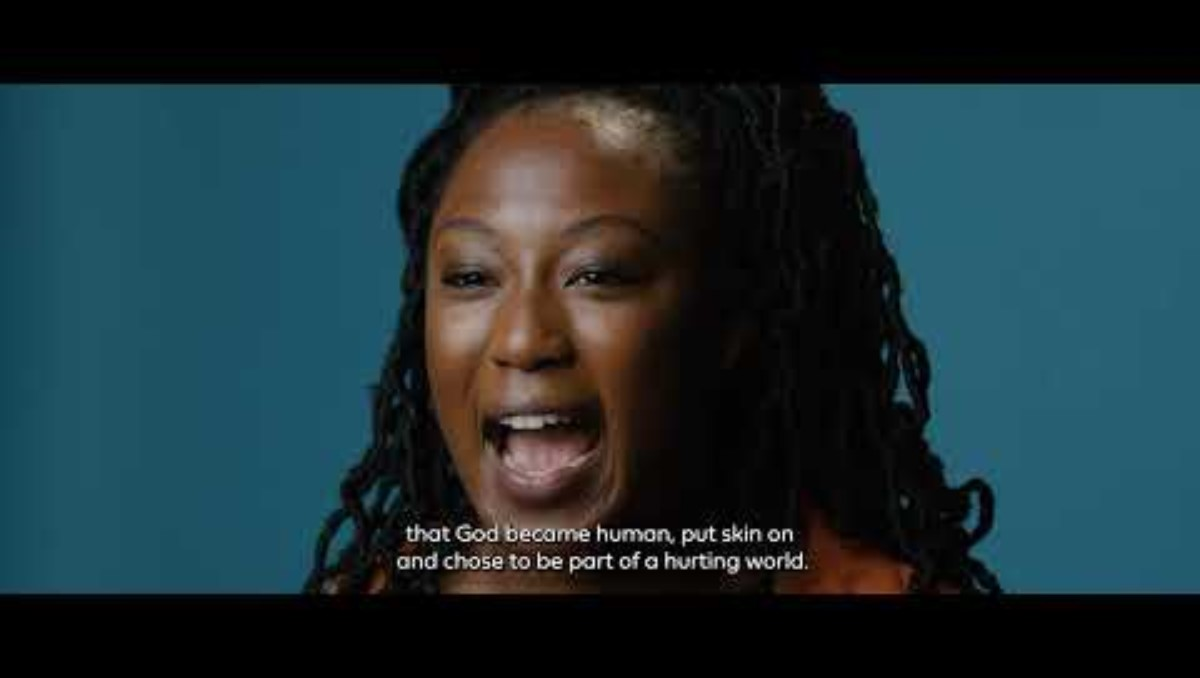 that God became human, put skin on
and chose to be part of a hurting world.